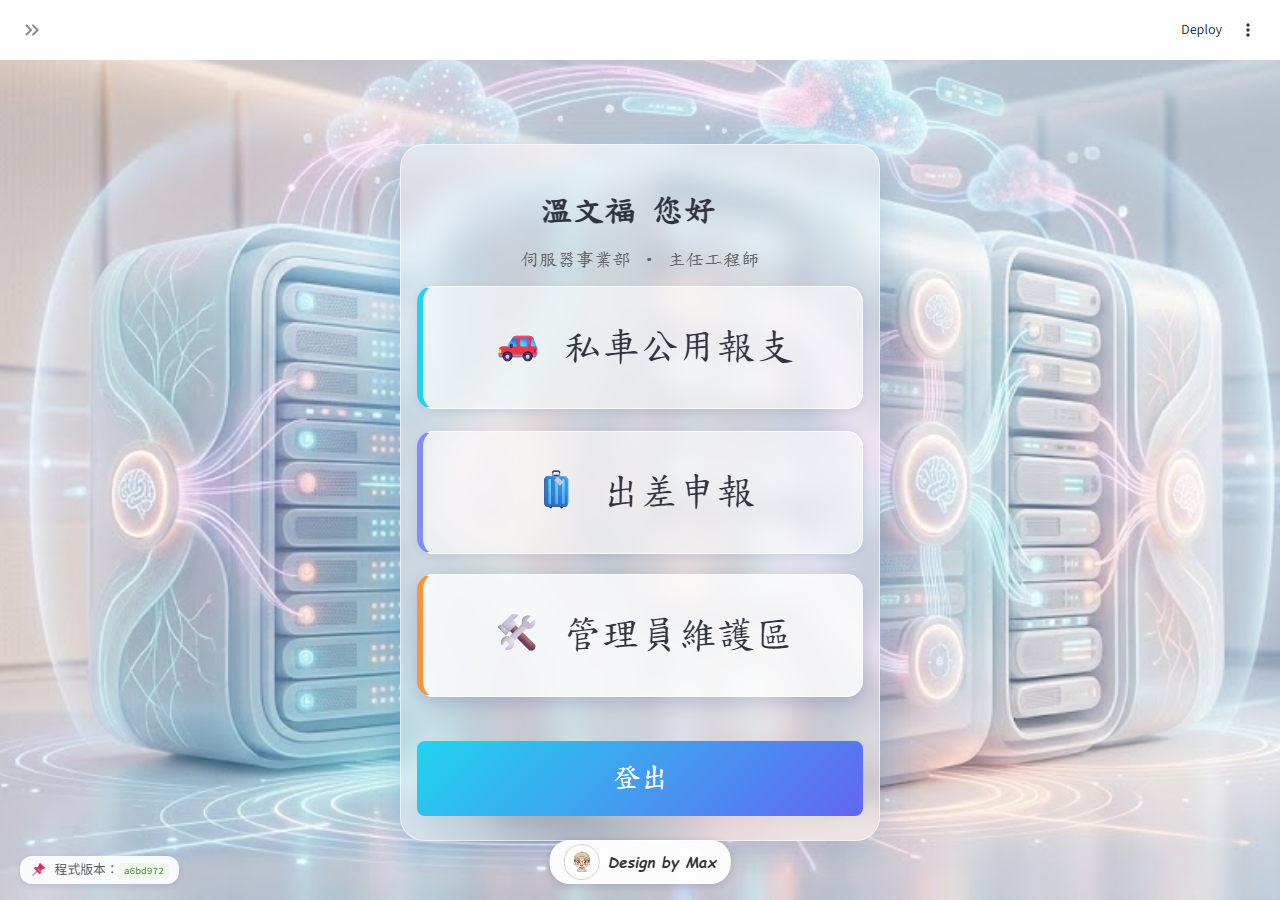 Deploy
溫文福 您好
伺服器事業部 • 主任工程師
私車公用報支
出差申報
管理員維護區
登出
Design by Max
程式版本： a6bd972